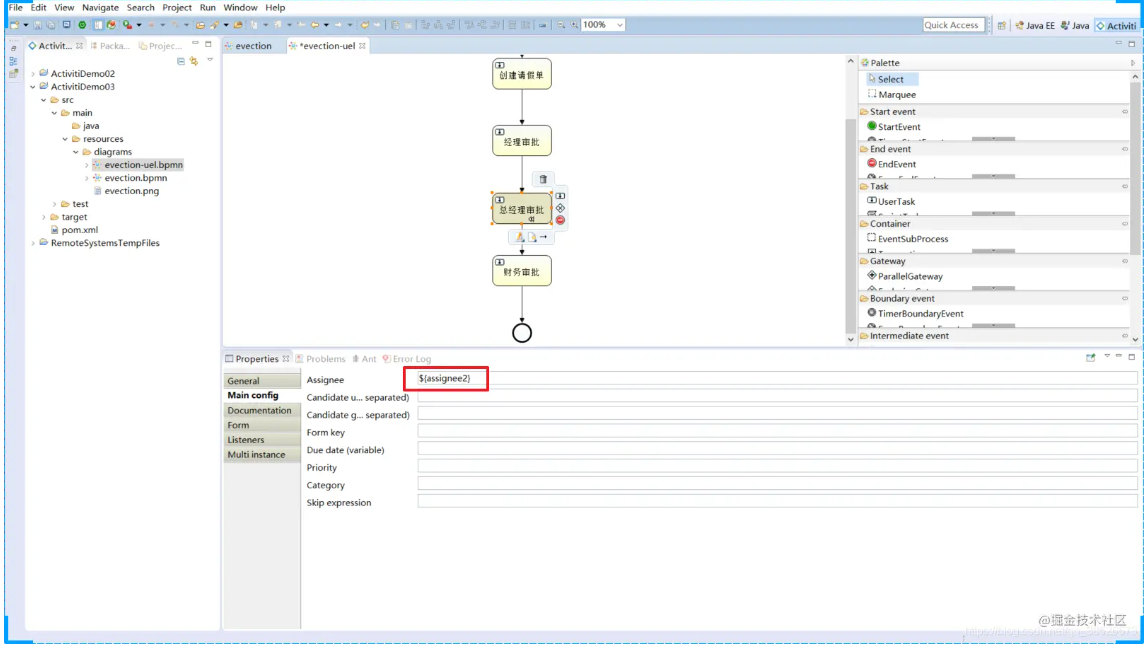 File Edit View Navigate Search Project Run Window Help
100%
Quick Access
Java EE
Java
Activiti
Activit...
Packa...
Projec...
ActivitiDemo02
ActivitiDemo03
src
main
java
resources
diagrams
evection-uel.bpmn
evection.bpmn
evection.png
test
target
pom.xml
RemoteSystemsTempFiles
evection
*evection-uel
创建请假单
经理审批
总经理审批
财务审批
Palette
Select
Marquee
Start event
StartEvent
End event
EndEvent
Task
UserTask
Container
EventSubProcess
Gateway
ParallelGateway
Boundary event
TimerBoundaryEvent
Intermediate event
Properties
Problems
Ant
Error Log
General
Main config
Documentation
Form
Listeners
Multi instance
Assignee
${assignee2}
Candidate u... separated)
Candidate g... separated)
Form key
Due date (variable)
Priority
Category
Skip expression
@掘金技术社区